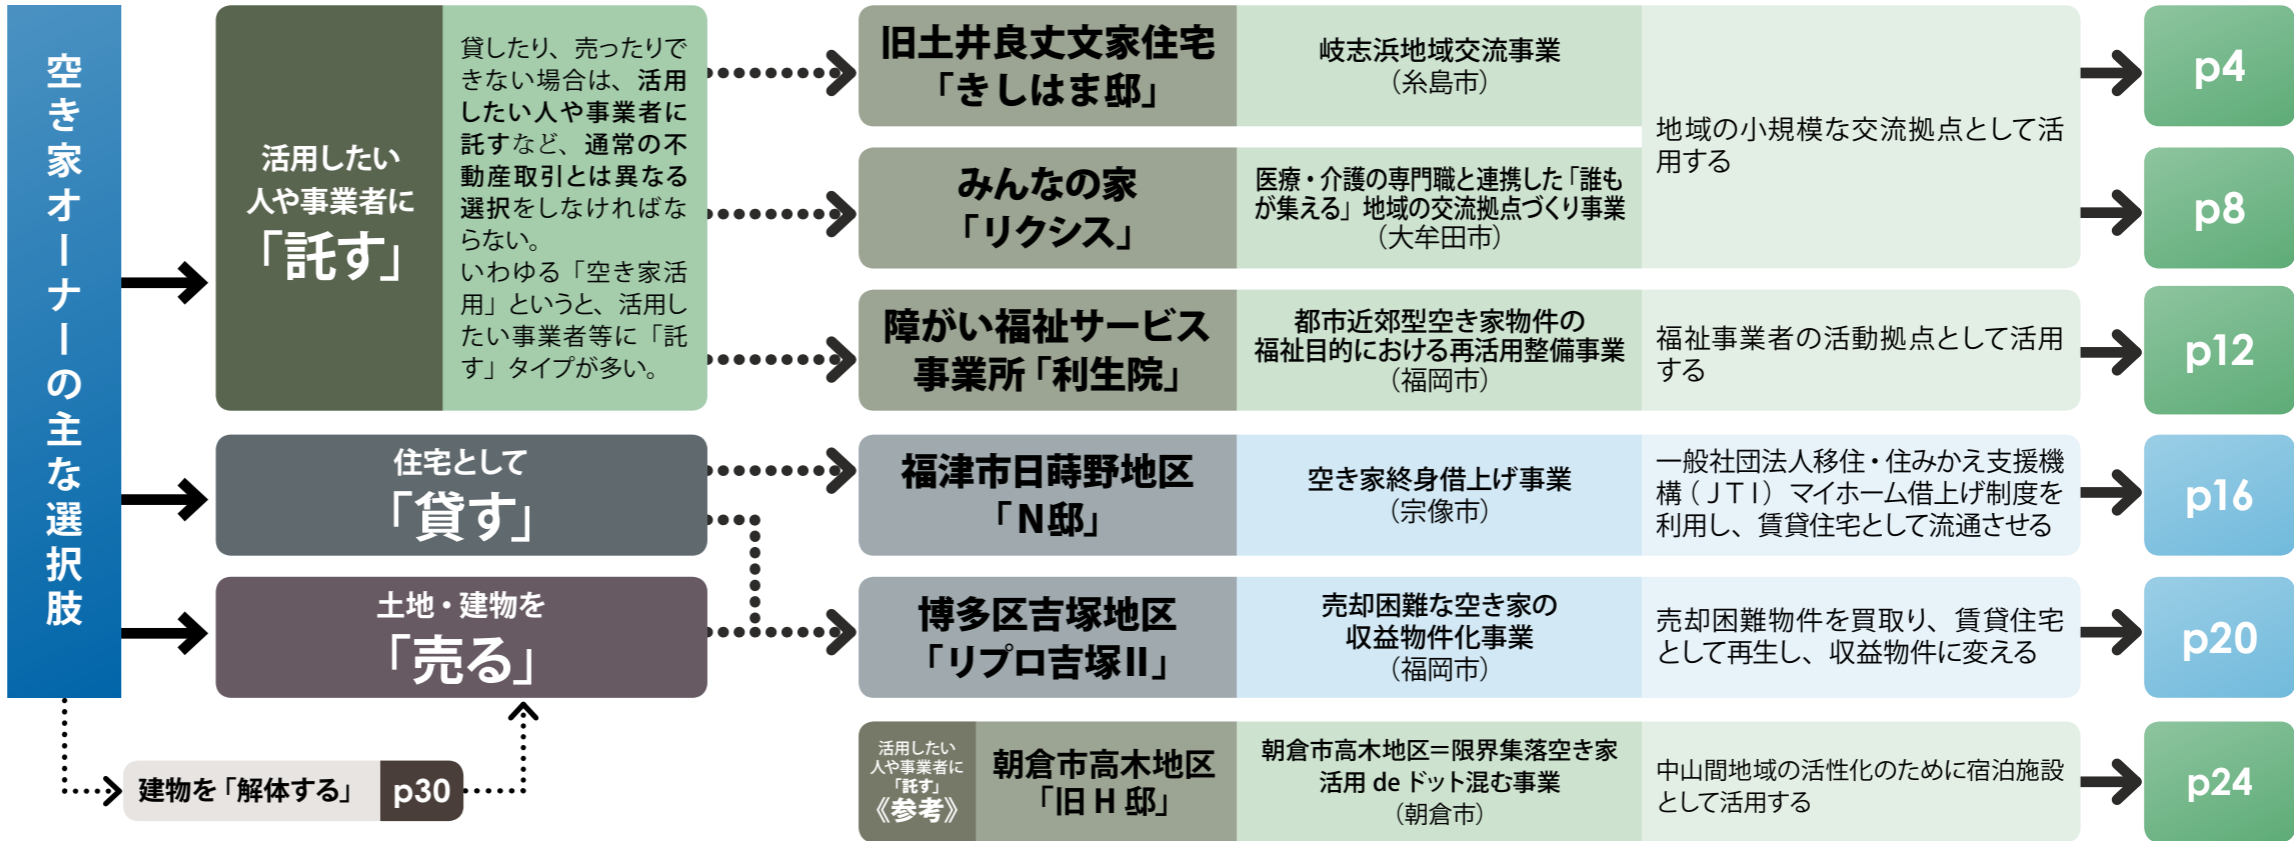 空き家オーナーの主な選択肢
活用したい
人や事業者に
「託す」
貸したり、売ったりで
きない場合は、活用
したい人や事業者に
託すなど、通常の不
動産取引とは異なる
選択をしなければな
らない。
いわゆる「空き家活
用」というと、活用し
たい事業者等に「託
す」タイプが多い。
旧土井良丈文家住宅
「きしはま邸」
岐志浜地域交流事業
（糸島市）
地域の小規模な交流拠点として活
用する
p4
みんなの家
「リクシス」
医療・介護の専門職と連携した「誰も
が集える」地域の交流拠点づくり事業
（大牟田市）
p8
障がい福祉サービス
事業所「利生院」
都市近郊型空き家物件の
福祉目的における再活用整備事業
（福岡市）
福祉事業者の活動拠点として活用
する
p12
住宅として
「貸す」
福津市日蒔野地区
「N邸」
空き家終身借上げ事業
（宗像市）
一般社団法人移住・住みかえ支援機
構（JTI）マイホーム借上げ制度を
利用し、賃貸住宅として流通させる
p16
土地・建物を
「売る」
博多区吉塚地区
「リプロ吉塚II」
売却困難な空き家の
収益物件化事業
（福岡市）
売却困難物件を買取り、賃貸住宅
として再生し、収益物件に変える
p20
建物を「解体する」
p30
活用したい
人や事業者に
「託す」
《参考》
朝倉市高木地区
「旧 H 邸」
朝倉市高木地区＝限界集落空き家
活用 de ドット混む事業
（朝倉市）
中山間地域の活性化のために宿泊施設
として活用する
p24